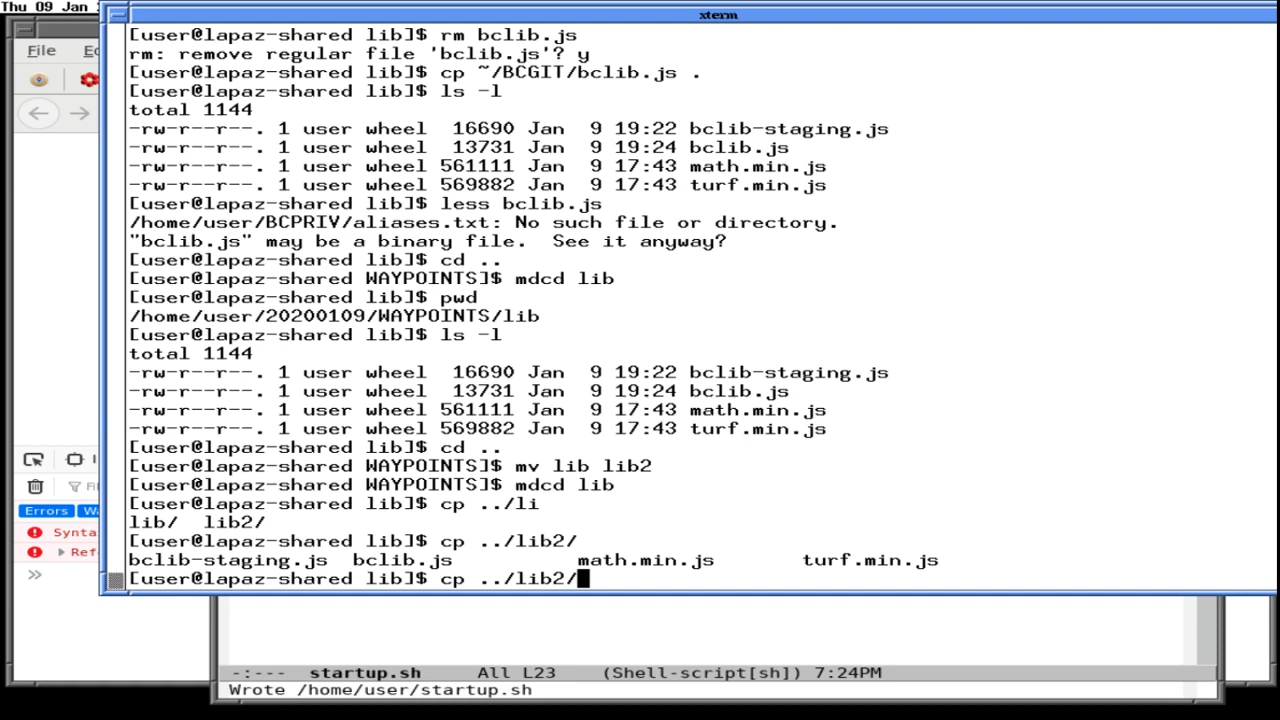 Thu 09 Jan
xterm
File
[user@lapaz-shared lib]$ rm bclib.js
rm: remove regular file 'bclib.js'? y
[user@lapaz-shared lib]$ cp ~/BCGIT/bclib.js .
[user@lapaz-shared lib]$ ls -l
total 1144
-rw-r--r--. 1 user wheel  16690 Jan  9 19:22 bclib-staging.js
-rw-r--r--. 1 user wheel  13731 Jan  9 19:24 bclib.js
-rw-r--r--. 1 user wheel 561111 Jan  9 17:43 math.min.js
-rw-r--r--. 1 user wheel 569882 Jan  9 17:43 turf.min.js
[user@lapaz-shared lib]$ less bclib.js
/home/user/BCPRIV/aliases.txt: No such file or directory.
"bclib.js" may be a binary file.  See it anyway?
[user@lapaz-shared lib]$ cd ..
[user@lapaz-shared WAYPOINTS]$ mdcd lib
[user@lapaz-shared lib]$ pwd
/home/user/20200109/WAYPOINTS/lib
[user@lapaz-shared lib]$ ls -l
total 1144
-rw-r--r--. 1 user wheel  16690 Jan  9 19:22 bclib-staging.js
-rw-r--r--. 1 user wheel  13731 Jan  9 19:24 bclib.js
-rw-r--r--. 1 user wheel 561111 Jan  9 17:43 math.min.js
-rw-r--r--. 1 user wheel 569882 Jan  9 17:43 turf.min.js
[user@lapaz-shared lib]$ cd ..
[user@lapaz-shared WAYPOINTS]$ mv lib lib2
[user@lapaz-shared WAYPOINTS]$ mdcd lib
[user@lapaz-shared lib]$ cp ../li
lib/  lib2/
[user@lapaz-shared lib]$ cp ../lib2/
bclib-staging.js  bclib.js          math.min.js       turf.min.js
[user@lapaz-shared lib]$ cp ../lib2/
Errors
Synta
Ref
-:---  startup.sh     All L23    (Shell-script[sh]) 7:24PM
Wrote /home/user/startup.sh